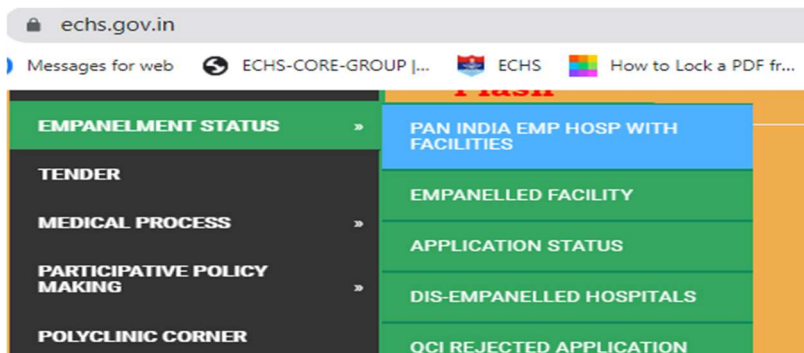 echs.gov.in
Messages for web ECHS-CORE-GROUP |... ECHS How to Lock a PDF fr...
Flash
EMPANELMENT STATUS »
PAN INDIA EMP HOSP WITH
FACILITIES
TENDER
EMPANELLED FACILITY
MEDICAL PROCESS »
APPLICATION STATUS
PARTICIPATIVE POLICY
MAKING »
DIS-EMPANELLED HOSPITALS
POLYCLINIC CORNER
QCI REJECTED APPLICATION